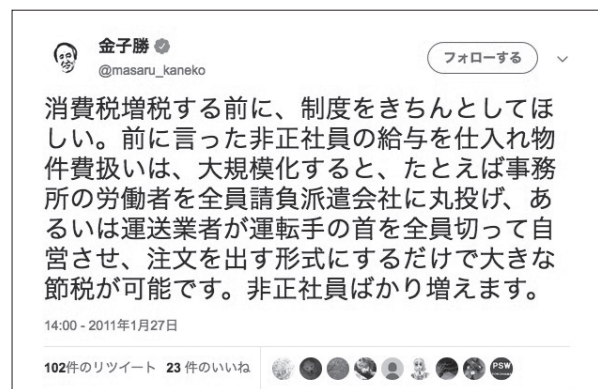 金子勝
@masaru_kaneko
フォローする
消費税増税する前に、制度をきちんとしてほ
しい。前に言った非正社員の給与を仕入れ物
件費扱いは、大規模化すると、たとえば事務
所の労働者を全員請負派遣会社に丸投げ、あ
るいは運送業者が運転手の首を全員切って自
営させ、注文を出す形式にするだけで大きな
節税が可能です。非正社員ばかり増えます。
14:00 - 2011年1月27日
102件のリツイート 23 件のいいね
PSW